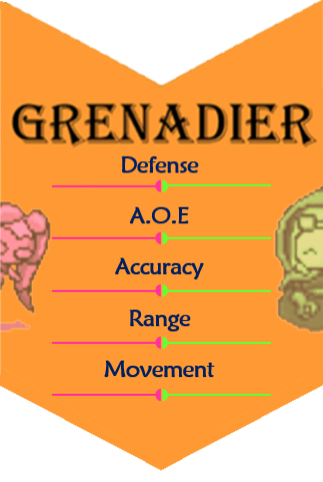 GRENADIER
Defense
A.O.E
Accuracy
Range
Movement